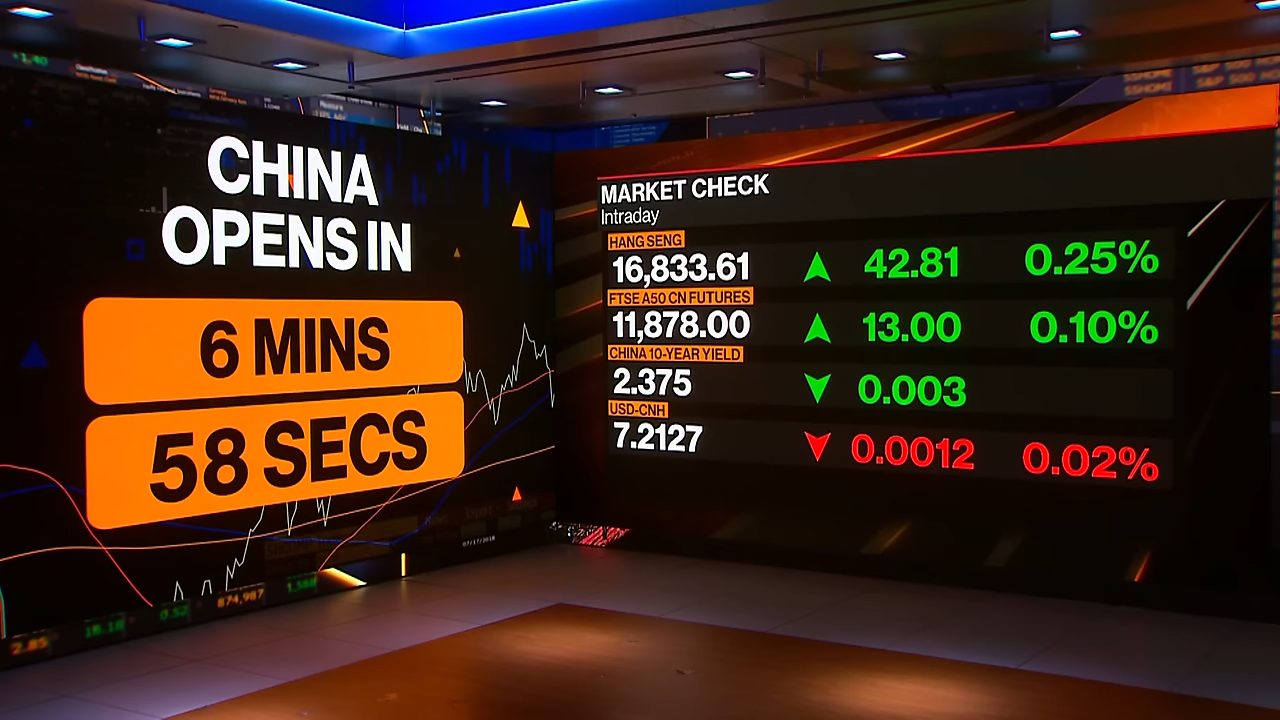 CHINA
OPENS IN
6 MINS
58 SECS
MARKET CHECK
Intraday
HANG SENG
16,833.61 42.81 0.25%
FTSE A50 CN FUTURES
11,878.00 13.00 0.10%
CHINA 10-YEAR YIELD
2.375 0.003
USD-CNH
7.2127 0.0012 0.02%
874,987